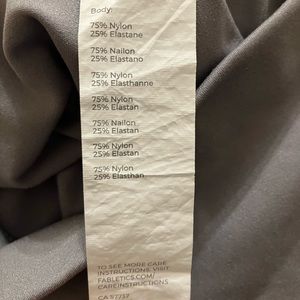 Body:
75% Nylon
25% Elastane
75% Nailon
25% Elastano
75% Nylon
25% Elasthanne
75% Nylon
25% Elastan
75% Nailon
25% Elastan
75% Nylon
25% Elastan
75% Nylon
25% Elasthan
TO SEE MORE CARE
INSTRUCTIONS, VISIT
FABLETICS.COM/
CAREINSTRUCTIONS
CA 57737